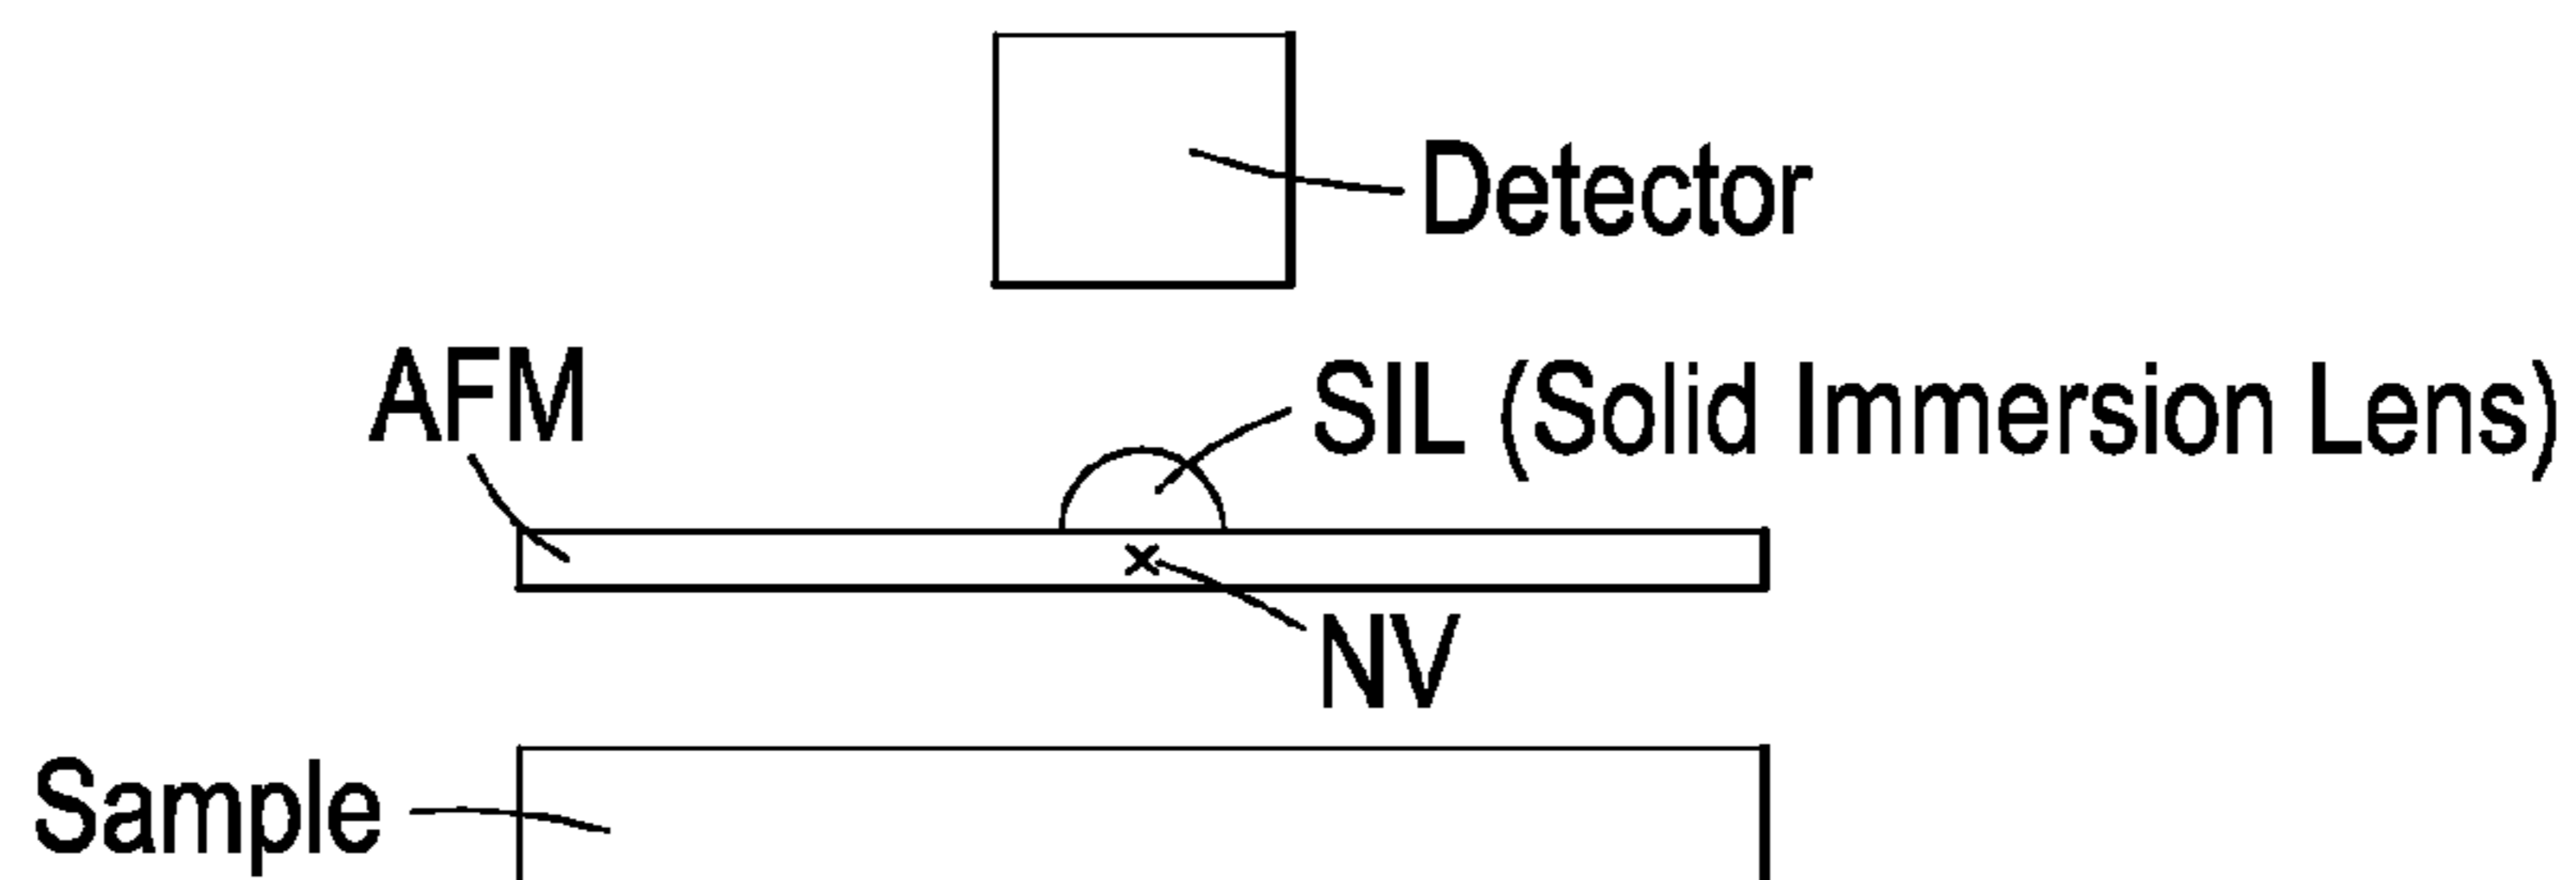 Detector
AFM
SIL (Solid Immersion Lens)
NV
Sample